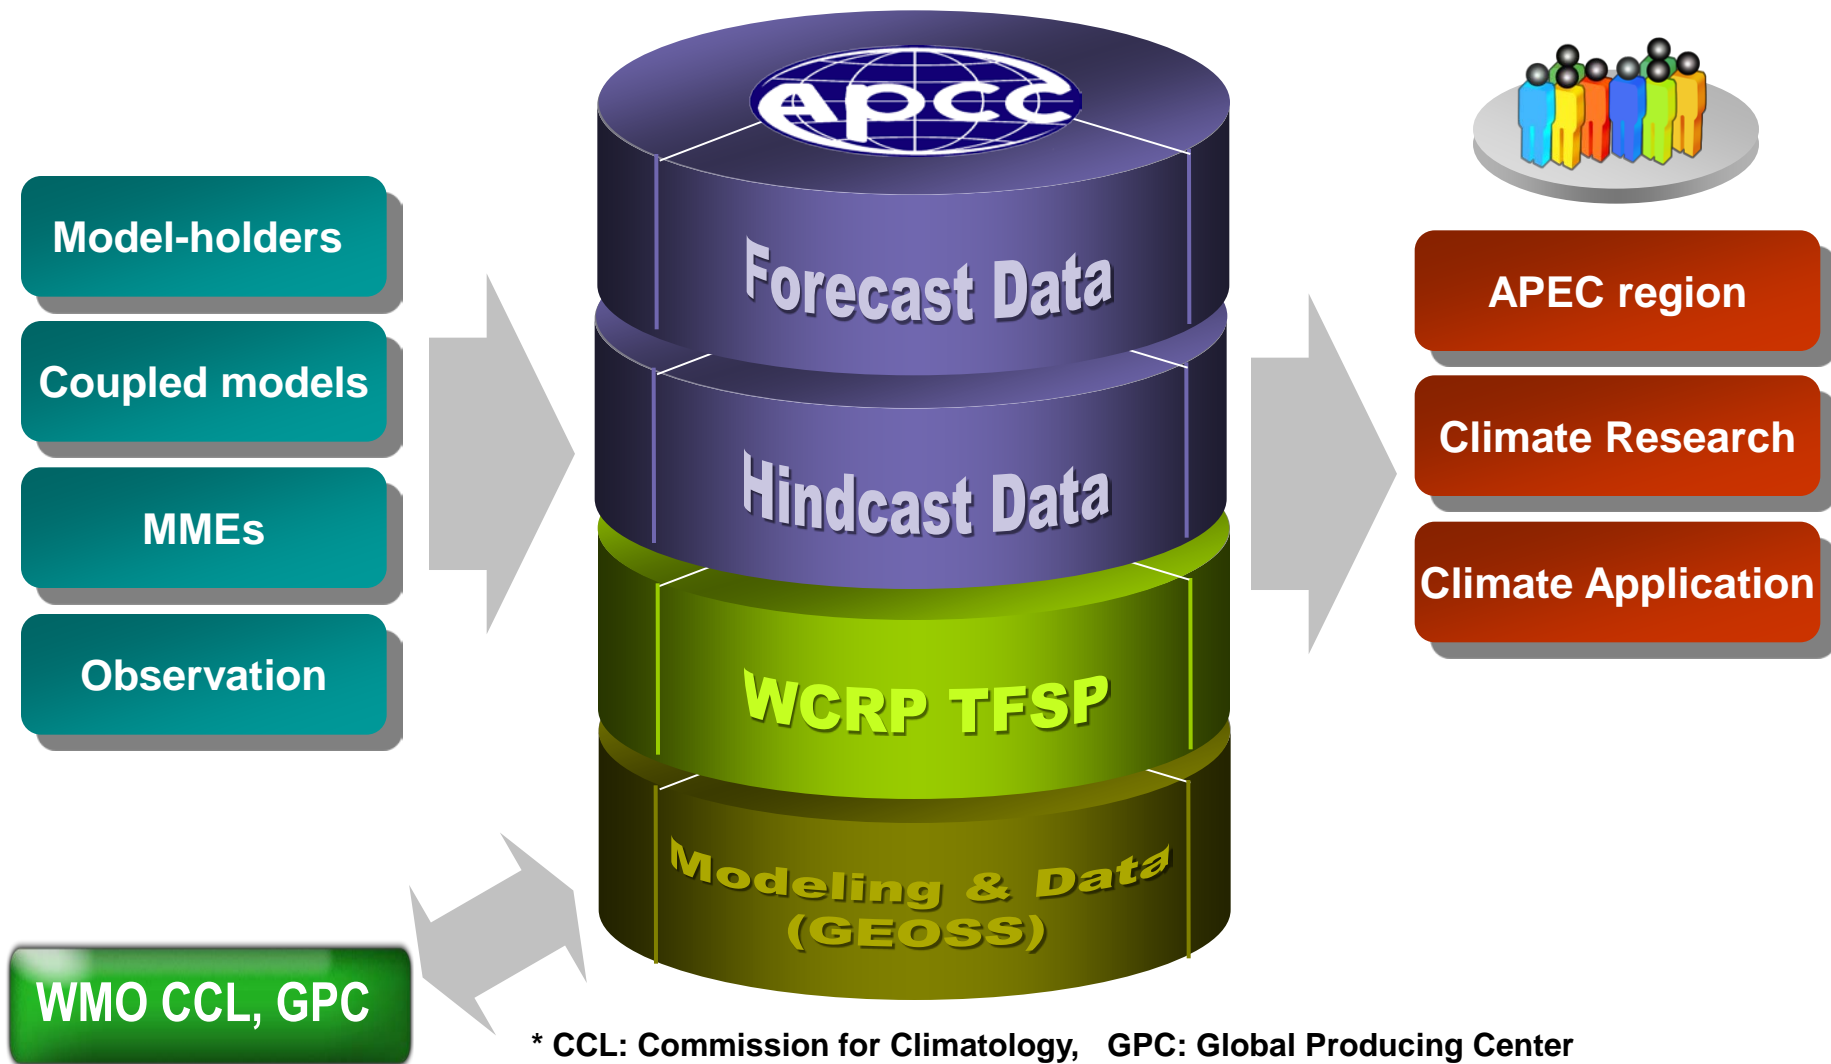 apcc
Model-holders
Coupled models
MMEs
Observation
Forecast Data
Hindcast Data
WCRP TFSP
Modeling & Data
(GEOSS)
APEC region
Climate Research
Climate Application
WMO CCL, GPC
* CCL: Commission for Climatology, GPC: Global Producing Center